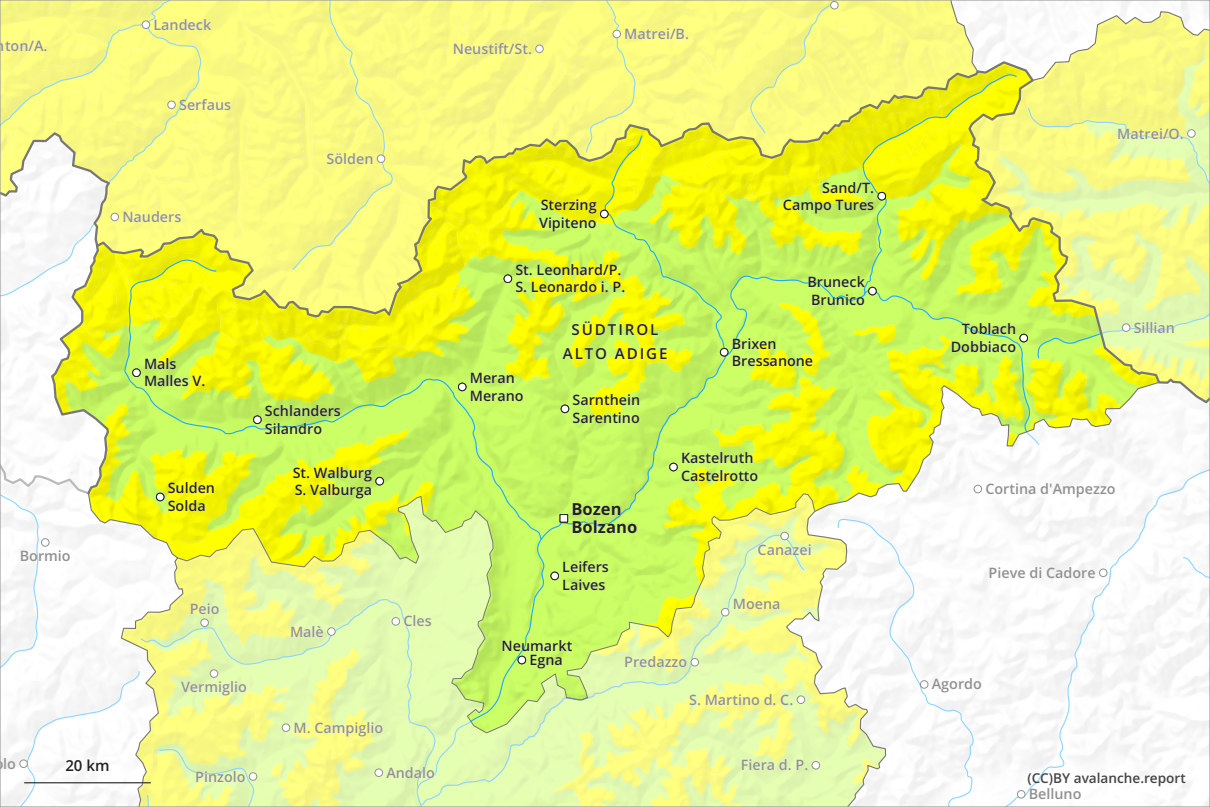 Landeck
nton/A.
Neustift/St.
Matrei/B.
Serfaus
Matrei/O.
Sölden
Nauders
Sand/T.
Campo Tures
Sterzing
Vipiteno
St. Leonhard/P.
S. Leonardo i. P.
Bruneck
Brunico
SÜDTIROL
ALTO ADIGE
Toblach
Dobbiaco
Sillian
Brixen
Bressanone
Mals
Malles V.
Meran
Merano
Sarnthein
Sarentino
Schlanders
Silandro
Kastelruth
Castelrotto
St. Walburg
S. Valburga
Sulden
Solda
Cortina d'Ampezzo
Bozen
Bolzano
Bormio
Canazei
Leifers
Laives
Pieve di Cadore
Peio
Moena
Cles
Malè
Neumarkt
Egna
Predazzo
Vermiglio
Agordo
S. Martino d. C.
M. Campiglio
olo
20 km
Pinzolo
Andalo
Fiera d. P.
(CC)BY avalanche.report
Belluno